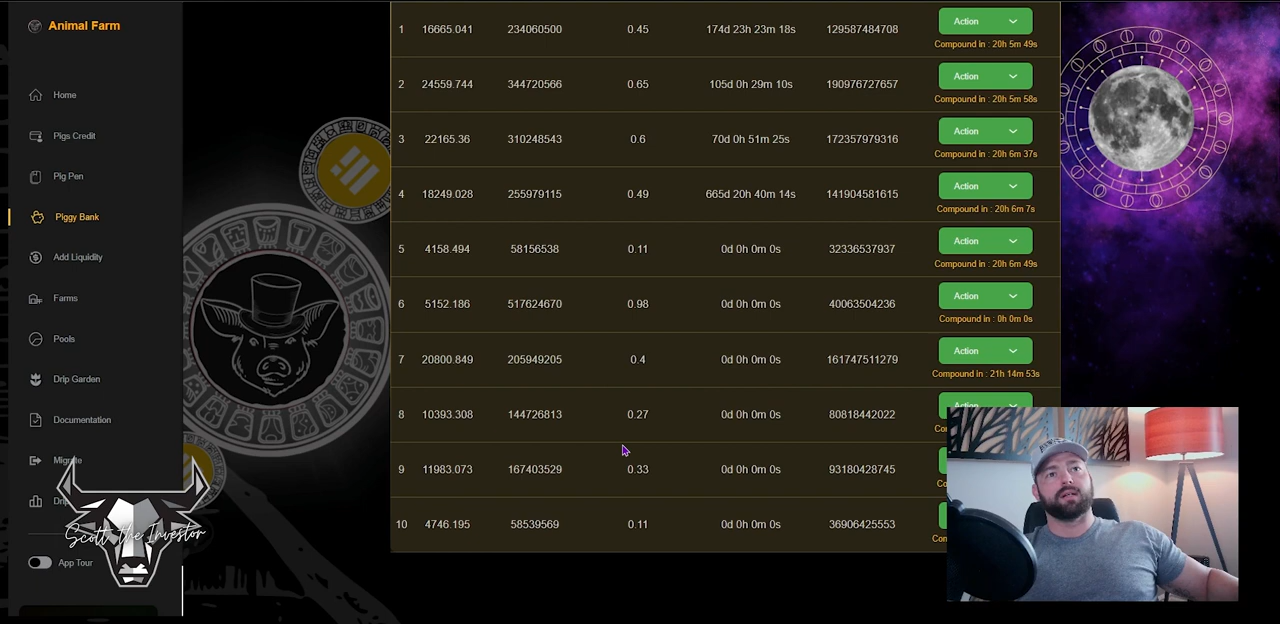 Animal Farm
Home
Pigs Credit
Pig Pen
Piggy Bank
Add Liquidity
Farms
Pools
Drip Garden
Documentation
Migrate
App Tour
Scott the Investor
1 16665.041 234060500 0.45 174d 23h 23m 18s 129587484708 Action
Compound in : 20h 5m 49s
2 24559.744 344720566 0.65 105d 0h 29m 10s 190976727657 Action
Compound in : 20h 5m 58s
3 22165.36 310248543 0.6 70d 0h 51m 25s 172357979316 Action
Compound in : 20h 6m 37s
4 18249.028 255979115 0.49 665d 20h 40m 14s 141904581615 Action
Compound in : 20h 6m 7s
5 4158.494 58156538 0.11 0d 0h 0m 0s 32336537937 Action
Compound in : 20h 6m 49s
6 5152.186 517624670 0.98 0d 0h 0m 0s 40063504236 Action
Compound in : 0h 0m 0s
7 20800.849 205949205 0.4 0d 0h 0m 0s 161747511279 Action
Compound in : 21h 14m 53s
8 10393.308 144726813 0.27 0d 0h 0m 0s 80818442022 Action
9 11983.073 167403529 0.33 0d 0h 0m 0s 93180428745
10 4746.195 58539569 0.11 0d 0h 0m 0s 36906425553